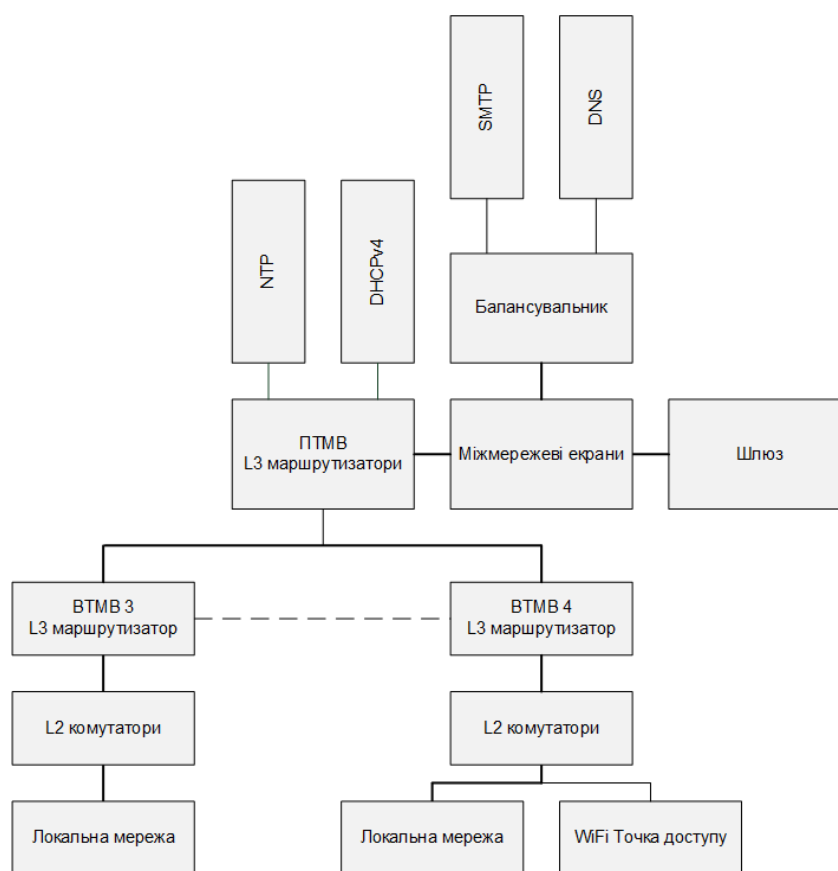 SMTP
DNS
NTP
DHCPv4
Балансувальник
ПТМВ
L3 маршрутизатори
Міжмережеві екрани
Шлюз
ВТМВ 3
L3 маршрутизатор
ВТМВ 4
L3 маршрутизатор
L2 комутатори
L2 комутатори
Локальна мережа
Локальна мережа
WiFi Точка доступу